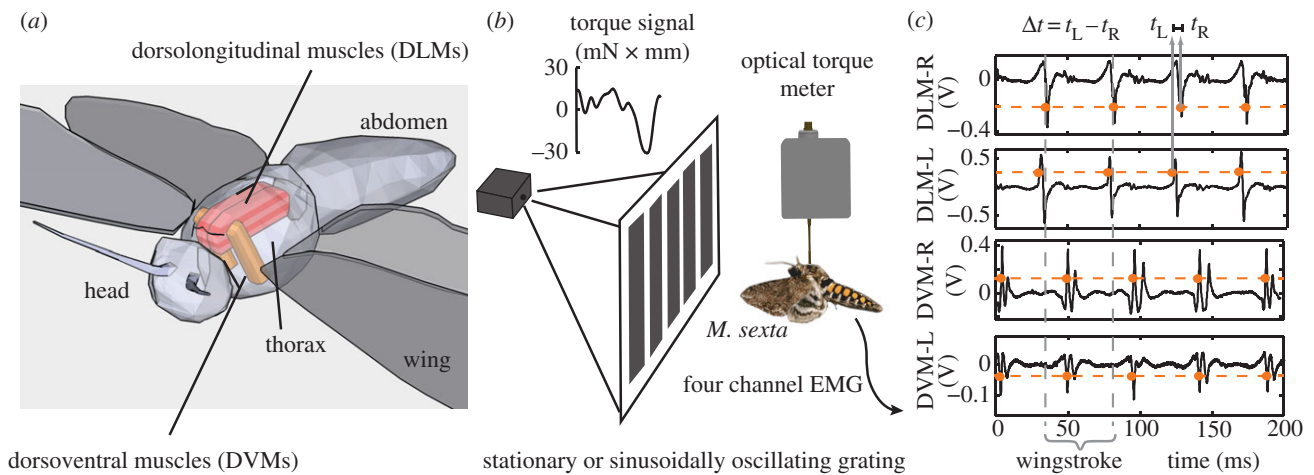 (a)
dorsolongitudinal muscles (DLMs)
abdomen
head
thorax
wing
dorsoventral muscles (DVMs)
(b)
torque signal
(mN × mm)
30
0
−30
optical torque
meter
M. sexta
four channel EMG
stationary or sinusoidally oscillating grating
(c)
Δt = tL − tR
tL tR
DLM-R
(V)
0
−0.4
DLM-L
(V)
0.5
0
−0.5
DVM-R
(V)
0.4
0
DVM-L
(V)
0
−0.1
0 50 100 150 200
wingstroke time (ms)